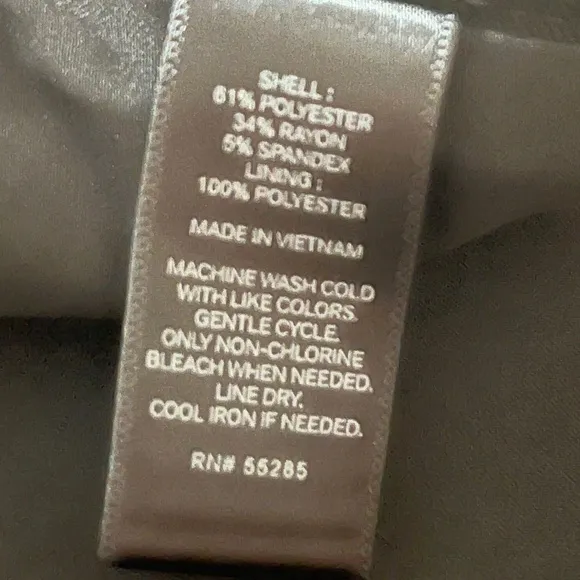 SHELL :
61% POLYESTER
34% RAYON
5% SPANDEX
LINING :
100% POLYESTER
MADE IN VIETNAM
MACHINE WASH COLD
WITH LIKE COLORS.
GENTLE CYCLE.
ONLY NON-CHLORINE
BLEACH WHEN NEEDED.
LINE DRY.
COOL IRON IF NEEDED.
RN# 55285